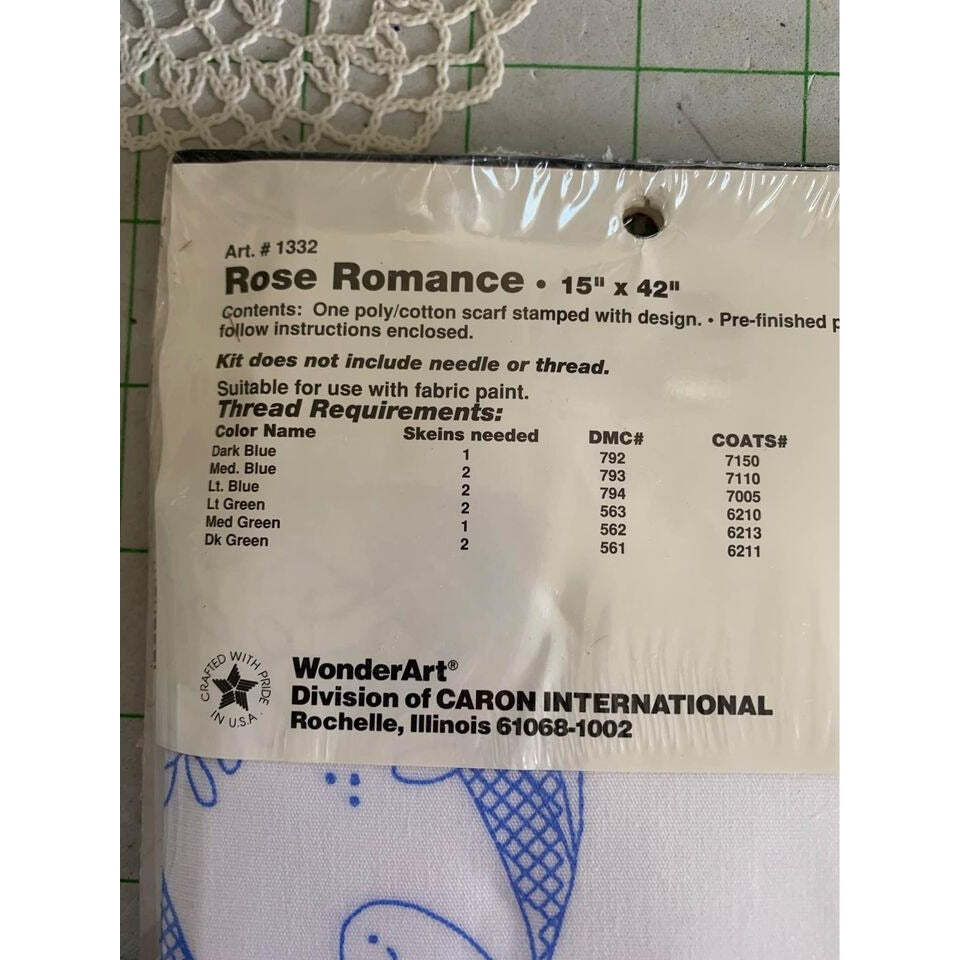 Art. # 1332
Rose Romance • 15" x 42"
Contents: One poly/cotton scarf stamped with design. • Pre-finished
follow instructions enclosed.
Kit does not include needle or thread.
Suitable for use with fabric paint.
Thread Requirements:
Color Name Skeins needed DMC# COATS#
Dark Blue 1 792 7150
Med. Blue 2 793 7110
Lt. Blue 2 794 7005
Lt Green 2 563 6210
Med Green 1 562 6213
Dk Green 2 561 6211
CRAFTED WITH PRIDE IN U.S.A.
WonderArt®
Division of CARON INTERNATIONAL
Rochelle, Illinois 61068-1002